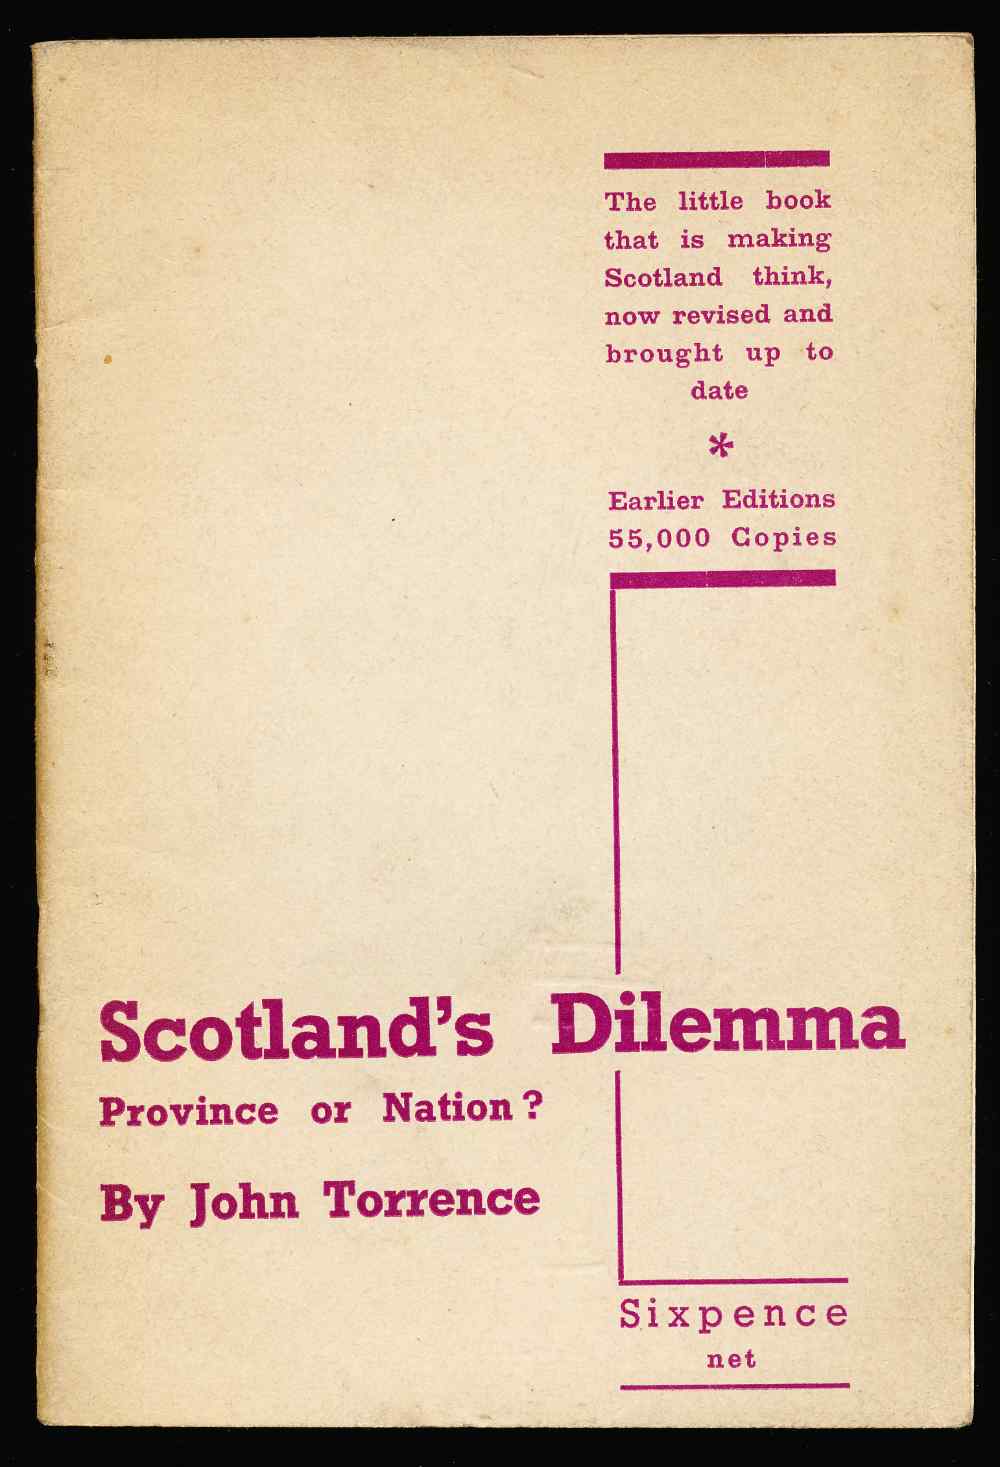 The little book
that is making
Scotland think,
now revised and
brought up to
date
*
Earlier Editions
55,000 Copies
Scotland's Dilemma
Province or Nation?
By John Torrence
Sixpence
net